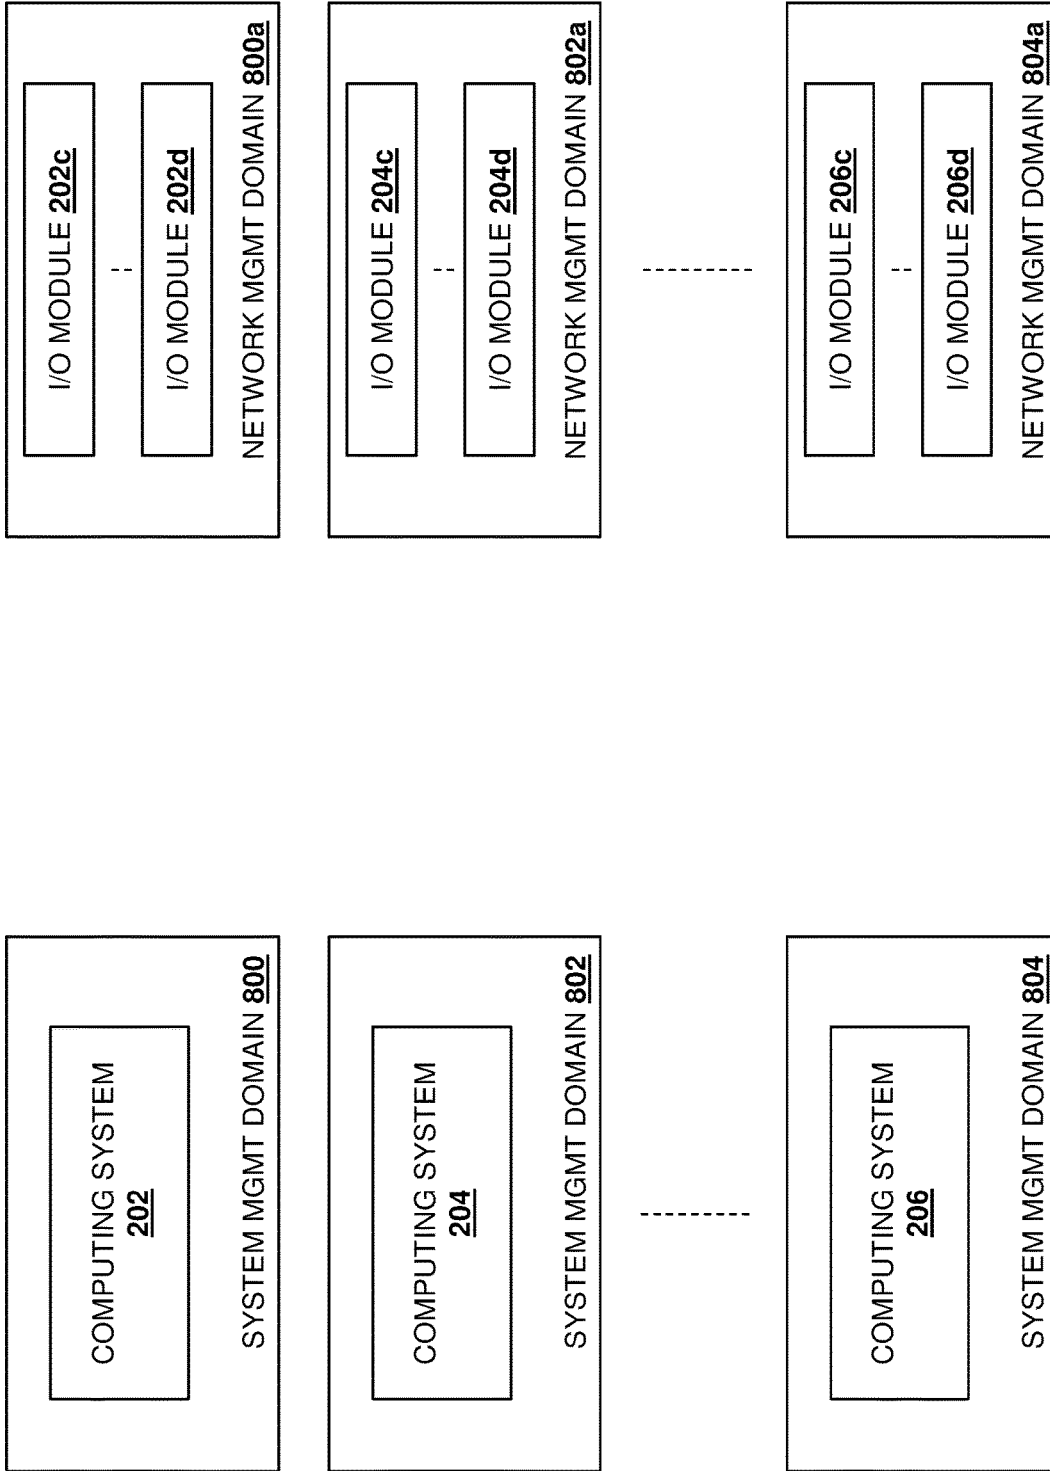 COMPUTING SYSTEM
202
SYSTEM MGMT DOMAIN 800
I/O MODULE 202c
I/O MODULE 202d
NETWORK MGMT DOMAIN 800a
COMPUTING SYSTEM
204
SYSTEM MGMT DOMAIN 802
I/O MODULE 204c
I/O MODULE 204d
NETWORK MGMT DOMAIN 802a
COMPUTING SYSTEM
206
SYSTEM MGMT DOMAIN 804
I/O MODULE 206c
I/O MODULE 206d
NETWORK MGMT DOMAIN 804a